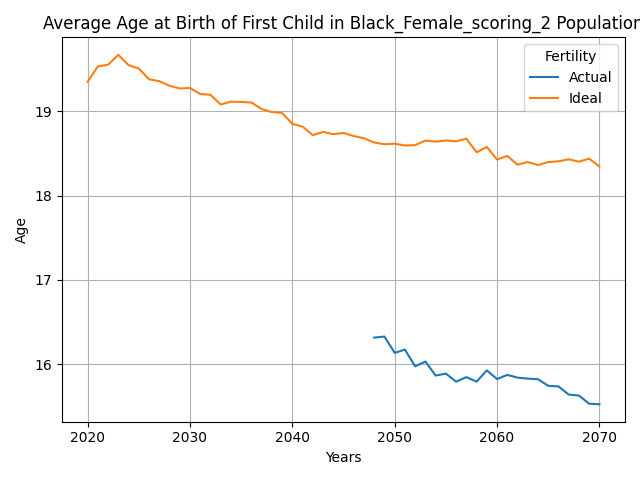 Average Age at Birth of First Child in Black_Female_scoring_2 Population
Fertility
Actual
Ideal
19
18
17
16
Age
2020 2030 2040 2050 2060 2070
Years